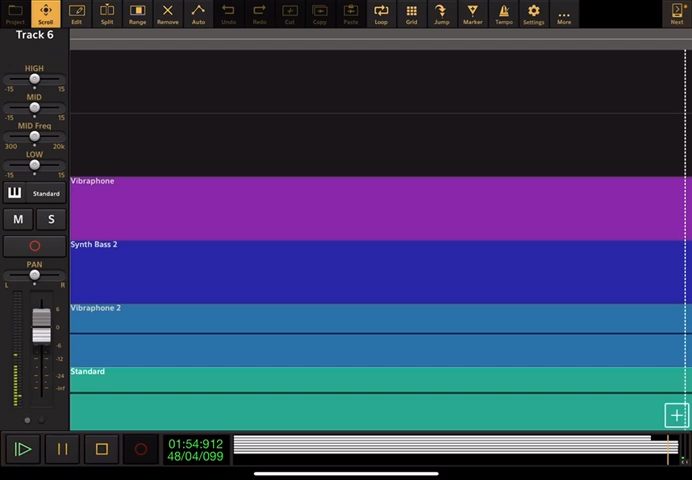 Project Scroll Edit Split Range Remove Auto Undo Redo Cut Copy Paste Loop Grid Jump Marker Tempo Settings More Next
Track 6
HIGH
-15 15
MID
-15 15
MID Freq
300 20k
LOW
-15 15
Standard
M S
PAN
L R
6
0
-6
-12
-24
-inf
Vibraphone
Synth Bass 2
Vibraphone 2
Standard
01:54:912
48/04/099